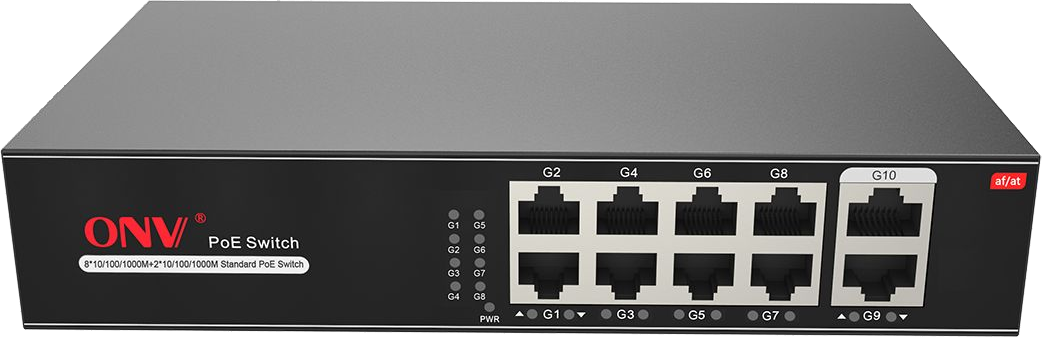 G2 G4 G6 G8 G10
af/at
ONV®
PoE Switch
8*10/100/1000M+2*10/100/1000M Standard PoE Switch
G1 G5
G2 G6
G3 G7
G4 G8
PWR
▲ G1 ▼ G3 G5 G7 ▲ G9 ▼